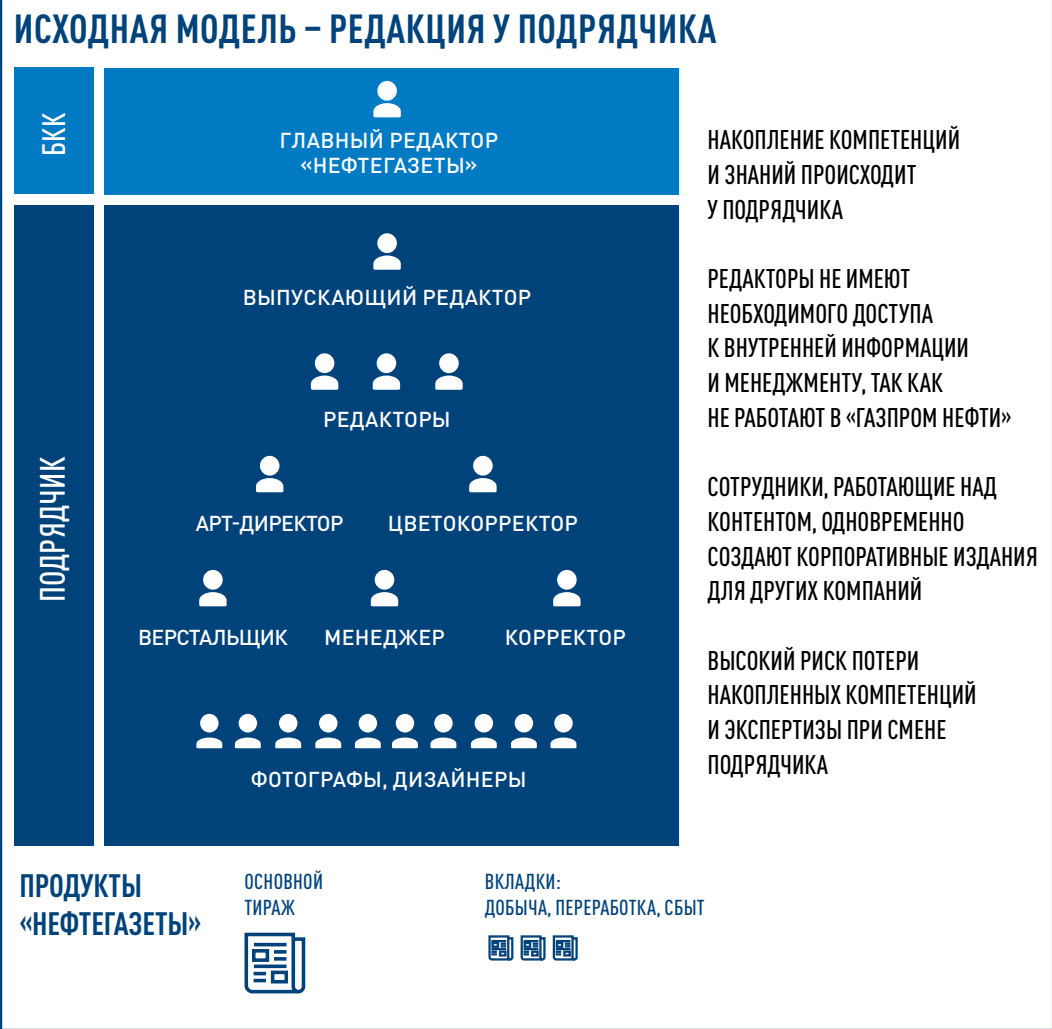 ИСХОДНАЯ МОДЕЛЬ – РЕДАКЦИЯ У ПОДРЯДЧИКА
БКК
ГЛАВНЫЙ РЕДАКТОР
«НЕФТЕГАЗЕТЫ»
ПОДРЯДЧИК
ВЫПУСКАЮЩИЙ РЕДАКТОР
РЕДАКТОРЫ
АРТ-ДИРЕКТОР
ЦВЕТОКОРРЕКТОР
ВЕРСТАЛЬЩИК
МЕНЕДЖЕР
КОРРЕКТОР
ФОТОГРАФЫ, ДИЗАЙНЕРЫ
НАКОПЛЕНИЕ КОМПЕТЕНЦИЙ
И ЗНАНИЙ ПРОИСХОДИТ
У ПОДРЯДЧИКА
РЕДАКТОРЫ НЕ ИМЕЮТ
НЕОБХОДИМОГО ДОСТУПА
К ВНУТРЕННЕЙ ИНФОРМАЦИИ
И МЕНЕДЖМЕНТУ, ТАК КАК
НЕ РАБОТАЮТ В «ГАЗПРОМ НЕФТИ»
СОТРУДНИКИ, РАБОТАЮЩИЕ НАД
КОНТЕНТОМ, ОДНОВРЕМЕННО
СОЗДАЮТ КОРПОРАТИВНЫЕ ИЗДАНИЯ
ДЛЯ ДРУГИХ КОМПАНИЙ
ВЫСОКИЙ РИСК ПОТЕРИ
НАКОПЛЕННЫХ КОМПЕТЕНЦИЙ
И ЭКСПЕРТИЗЫ ПРИ СМЕНЕ
ПОДРЯДЧИКА
ПРОДУКТЫ
«НЕФТЕГАЗЕТЫ»
ОСНОВНОЙ
ТИРАЖ
ВКЛАДКИ:
ДОБЫЧА, ПЕРЕРАБОТКА, СБЫТ